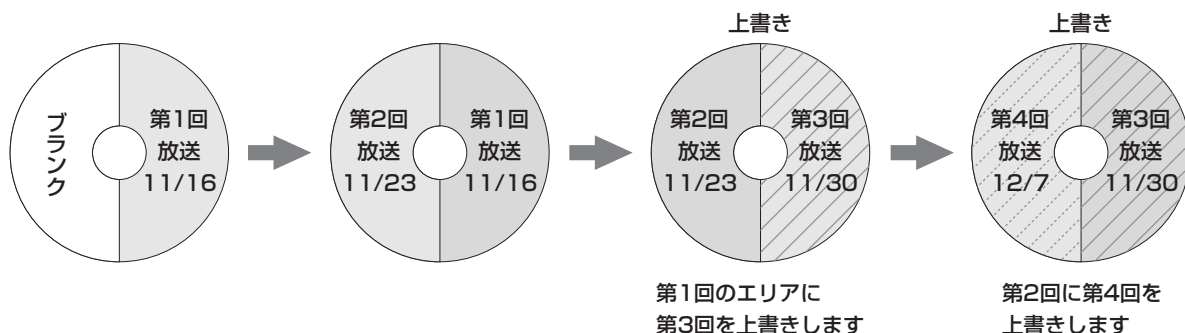 上書き
上書き
ブランク
第1回
放送
11/16
第2回
放送
11/23
第1回
放送
11/16
第2回
放送
11/23
第3回
放送
11/30
第4回
放送
12/7
第3回
放送
11/30
第1回のエリアに
第3回を上書きします
第2回に第4回を
上書きします